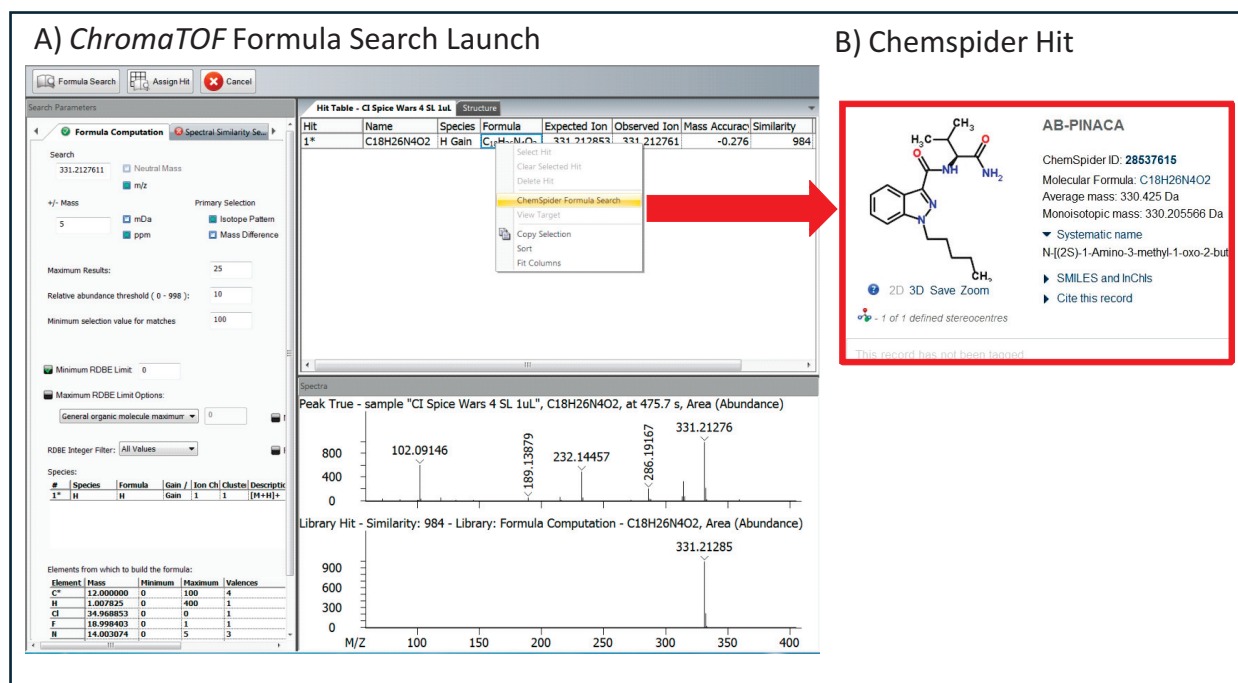 A) ChromaTOF Formula Search Launch
B) Chemspider Hit
Formula Search Assign Hit Cancel
Search Parameters
Formula Computation Spectral Similarity Se...
Search
331.2127611 Neutral Mass
m/z
+/- Mass Primary Selection
5 mDa Isotope Pattern
ppm Mass Difference
Maximum Results: 25
Relative abundance threshold ( 0 - 998 ): 10
Minimum selection value for matches 100
Minimum RDBE Limit 0
Maximum RDBE Limit Options:
General organic molecule maximum 0
RDBE Integer Filter: All Values
Species:
# Species Formula Gain / Ion Ch Cluste Descriptio
1* H H Gain 1 1 [M+H]+
Elements from which to build the formula:
Element Mass Minimum Maximum Valences
C* 12.000000 0 100 4
H 1.007825 0 400 1
Cl 34.968853 0 0 1
F 18.998403 0 1 1
N 14.003074 0 5 3
Hit Table - CI Spice Wars 4 SL 1uL Structure
Hit Name Species Formula Expected Ion Observed Ion Mass Accurac Similarity
1* C18H26N4O2 H Gain 331.212853 331.212761 -0.276 984
Select Hit
Clear Selected Hit
Delete Hit
ChemSpider Formula Search
View Target
Copy Selection
Sort
Fit Columns
Spectra
Peak True - sample "CI Spice Wars 4 SL 1uL", C18H26N4O2, at 475.7 s, Area (Abundance)
331.21276
102.09146
189.13879
232.14457
286.19167
800
400
0
Library Hit - Similarity: 984 - Library: Formula Computation - C18H26N4O2, Area (Abundance)
331.21285
900
600
300
0
M/Z 100 150 200 250 300 350 400
CH3
H3C O
O NH NH2
N
N
CH3
2D 3D Save Zoom
- 1 of 1 defined stereocentres
AB-PINACA
ChemSpider ID: 28537615
Molecular Formula: C18H26N4O2
Average mass: 330.425 Da
Monoisotopic mass: 330.205566 Da
Systematic name
N-[(2S)-1-Amino-3-methyl-1-oxo-2-but
SMILES and InChIs
Cite this record
This record has not been tagged